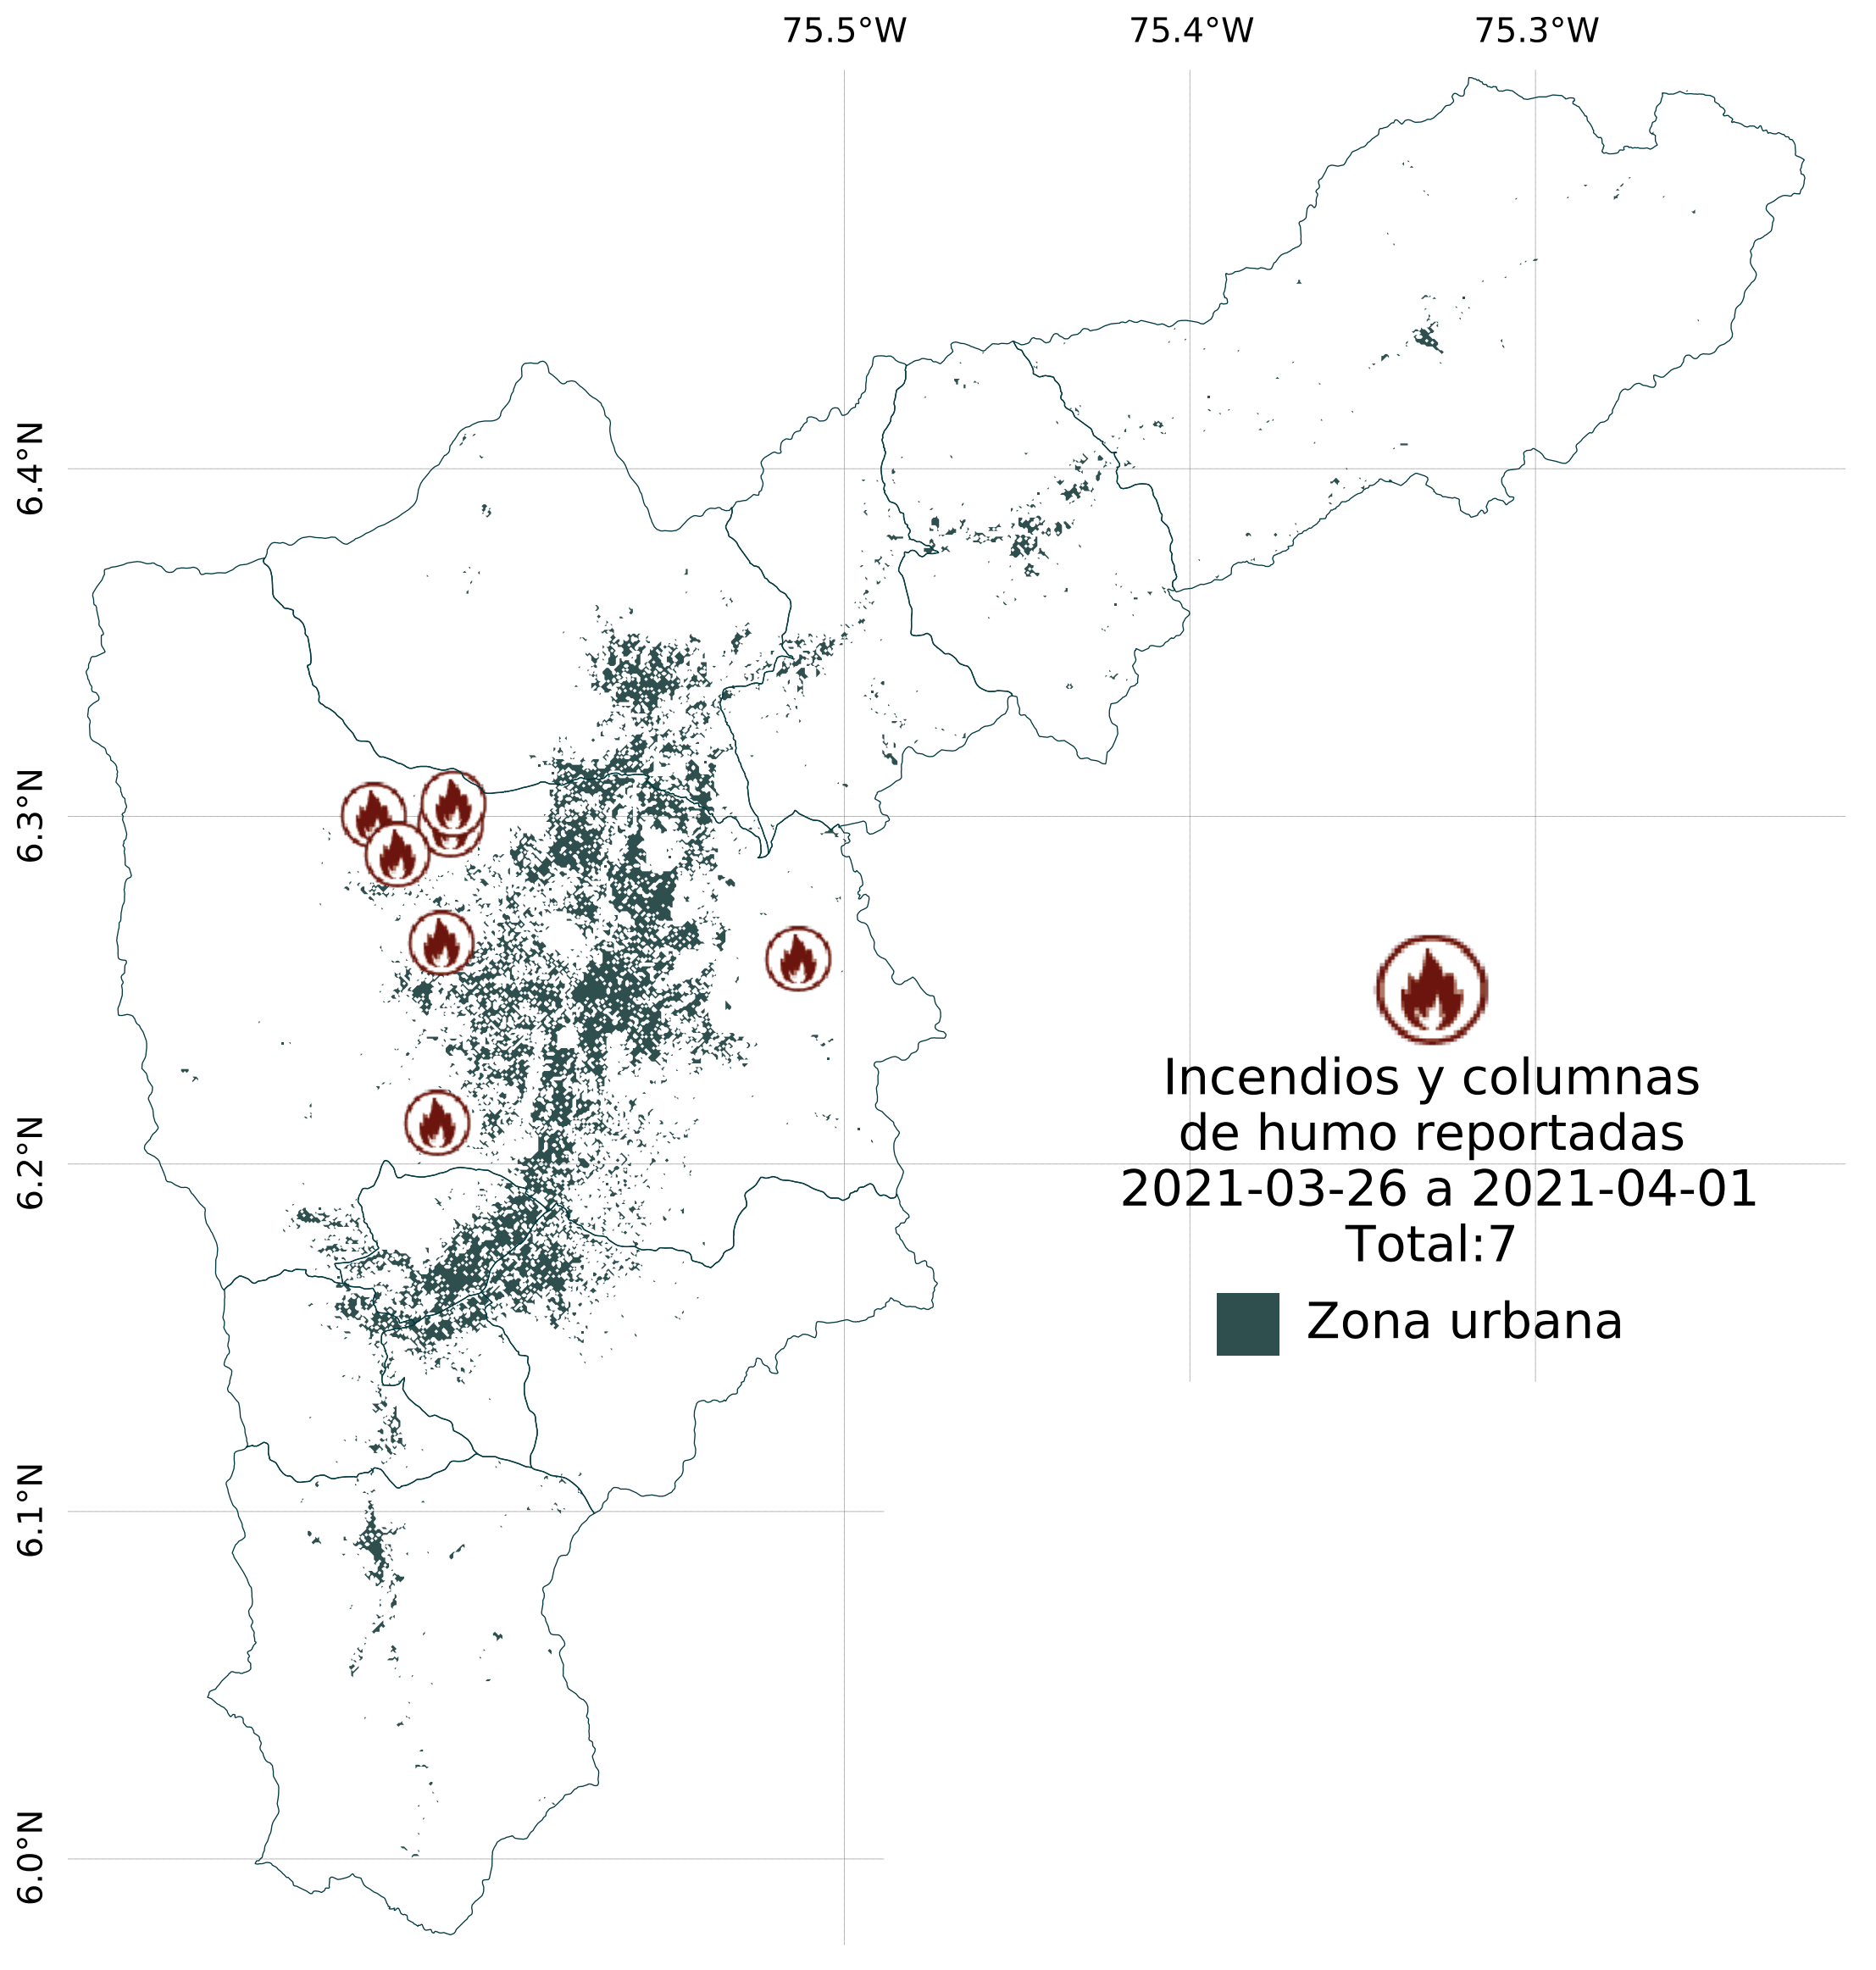 75.5°W 75.4°W 75.3°W
6.4°N
6.3°N
6.2°N
6.1°N
6.0°N
Incendios y columnas
de humo reportadas
2021-03-26 a 2021-04-01
Total:7
Zona urbana